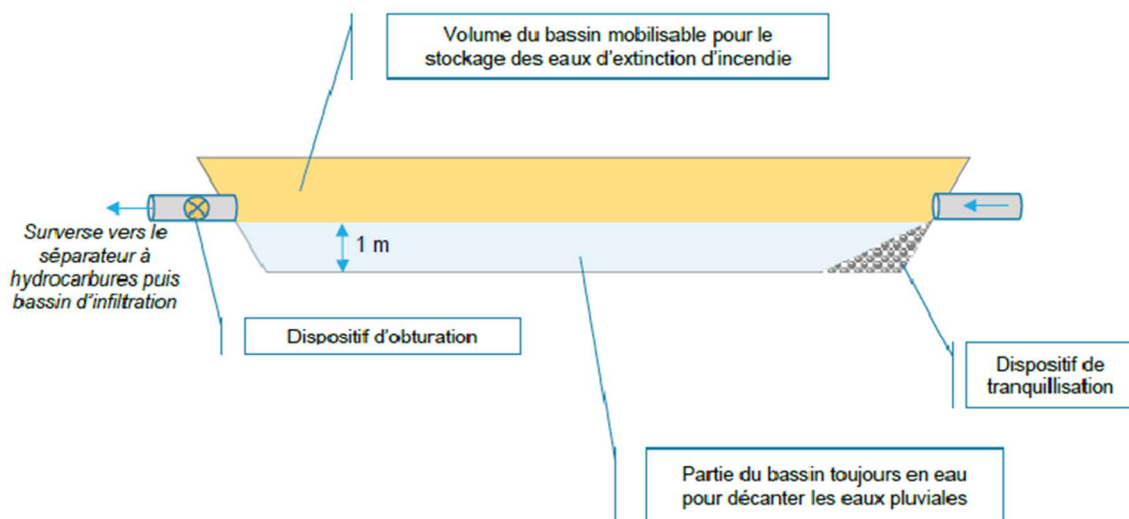 Volume du bassin mobilisable pour le
stockage des eaux d'extinction d'incendie
Surverse vers le
séparateur à
hydrocarbures puis
bassin d'infiltration
1 m
Dispositif d'obturation
Dispositif de
tranquillisation
Partie du bassin toujours en eau
pour décanter les eaux pluviales